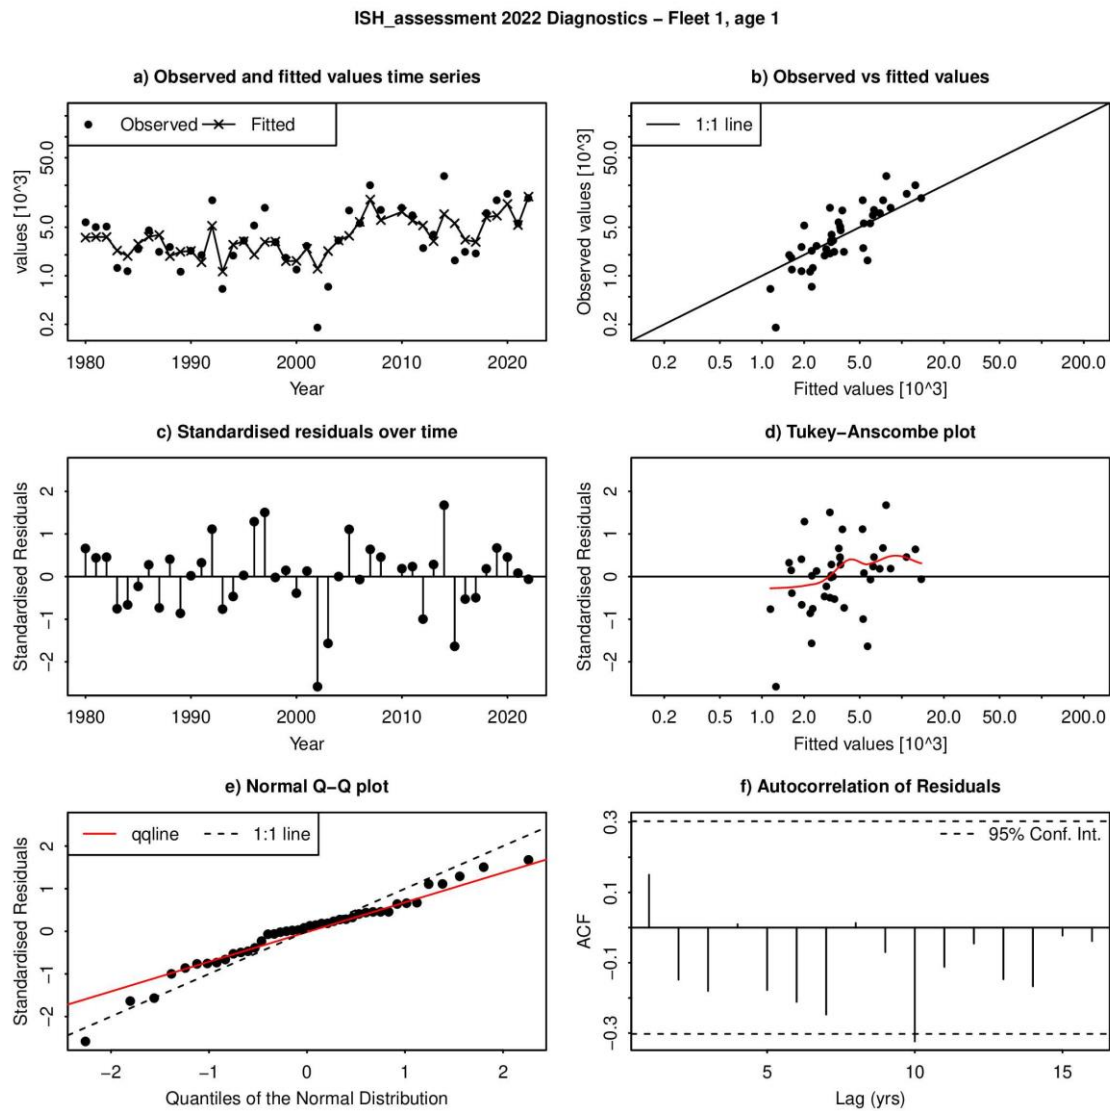 ISH_assessment 2022 Diagnostics – Fleet 1, age 1
a) Observed and fitted values time series
Observed
Fitted
values [10^3]
50.0
5.0
1.0
0.2
1980 1990 2000 2010 2020
Year
b) Observed vs fitted values
1:1 line
Observed values [10^3]
50.0
5.0
1.0
0.2
0.2 0.5 1.0 2.0 5.0 20.0 50.0 200.0
Fitted values [10^3]
c) Standardised residuals over time
Standardised Residuals
2
1
0
−1
−2
1980 1990 2000 2010 2020
Year
d) Tukey−Anscombe plot
Standardised Residuals
2
1
0
−1
−2
0.2 0.5 1.0 2.0 5.0 20.0 50.0 200.0
Fitted values [10^3]
e) Normal Q−Q plot
qqline
1:1 line
Standardised Residuals
2
1
0
−1
−2
−2 −1 0 1 2
Quantiles of the Normal Distribution
f) Autocorrelation of Residuals
95% Conf. Int.
ACF
0.3
0.1
−0.1
−0.3
5 10 15
Lag (yrs)